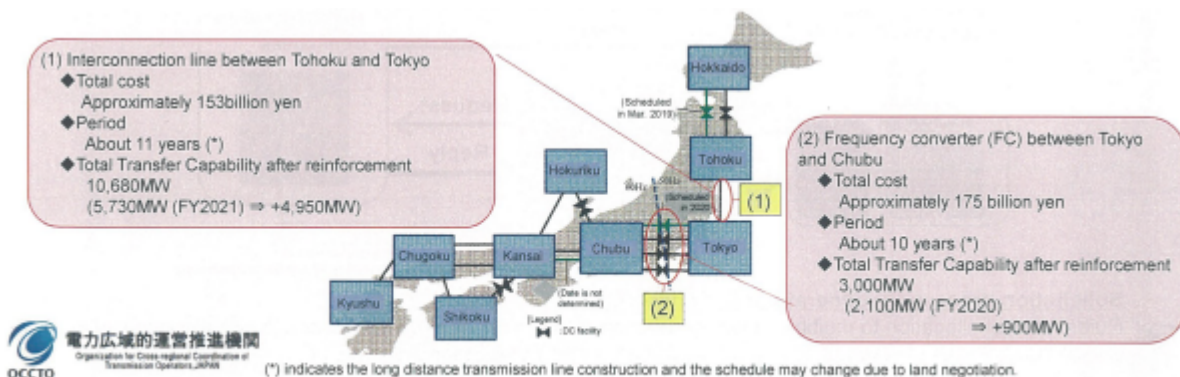 (1) Interconnection line between Tohoku and Tokyo
◆Total cost
Approximately 153billion yen
◆Period
About 11 years (*)
◆Total Transfer Capability after reinforcement
10,680MW
(5,730MW (FY2021) ⇒ +4,950MW)
Hokkaido
(Scheduled
in Mar. 2019)
Tohoku
Hokuriku
60Hz
50Hz
(Scheduled
in 2020
(1)
Chugoku
Kansai
Chubu
Tokyo
Kyushu
Shikoku
(Date is not
determined)
[Legend]
: DC facility
(2)
(2) Frequency converter (FC) between Tokyo
and Chubu
◆Total cost
Approximately 175 billion yen
◆Period
About 10 years (*)
◆Total Transfer Capability after reinforcement
3,000MW
(2,100MW (FY2020)
⇒ +900MW)
OCCTO
電力広域的運営推進機関
Organization for Cross-regional Coordination of
Transmission Operators, JAPAN
(*) indicates the long distance transmission line construction and the schedule may change due to land negotiation.